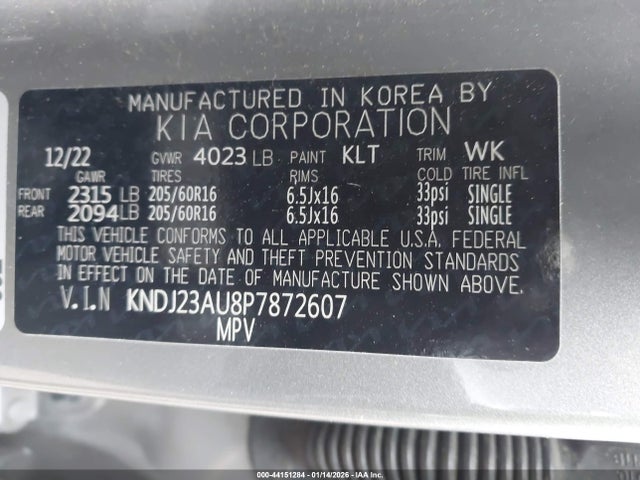 MANUFACTURED IN KOREA BY
KIA CORPORATION
12/22 GVWR 4023 LB PAINT KLT TRIM WK
GAWR TIRES RIMS COLD TIRE INFL
FRONT 2315 LB 205/60R16 6.5Jx16 33psi SINGLE
REAR 2094 LB 205/60R16 6.5Jx16 33psi SINGLE
THIS VEHICLE CONFORMS TO ALL APPLICABLE U.S.A. FEDERAL
MOTOR VEHICLE SAFETY AND THEFT PREVENTION STANDARDS
IN EFFECT ON THE DATE OF MANUFACTURE SHOWN ABOVE.
V.I.N KNDJ23AU8P7872607
MPV
000-44151284 - 01/14/2026 - IAA Inc.